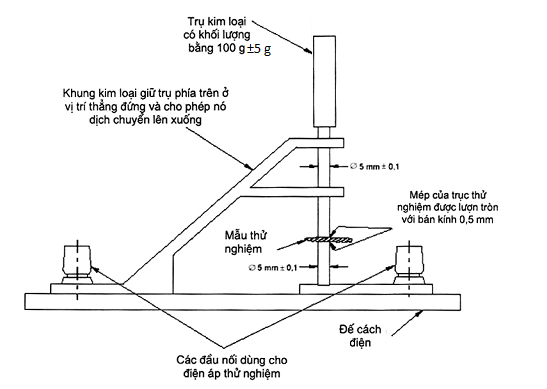 Trụ kim loại
có khối lượng
bằng 100 g ±5 g
Khung kim loại giữ trụ phía trên ở
vị trí thẳng đứng và cho phép nó
dịch chuyển lên xuống
∅ 5 mm ± 0,1
Mép của trục thử
nghiệm được lượn tròn
với bán kính 0,5 mm
Mẫu thử
nghiệm
∅ 5 mm ± 0,1
Đế cách
điện
Các đầu nối dùng cho
điện áp thử nghiệm